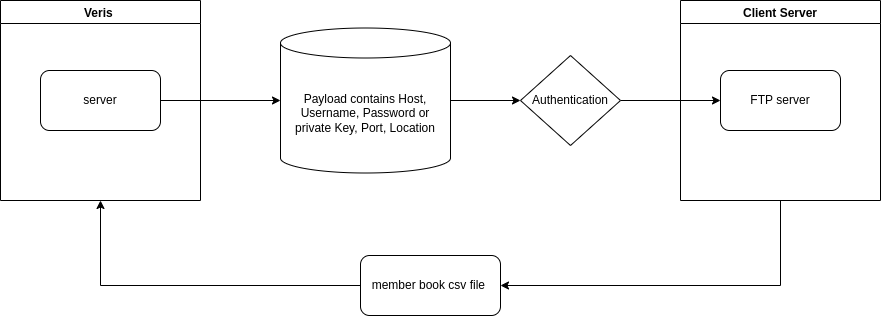 Veris
Client Server
server
Payload contains Host,
Username, Password or
private Key, Port, Location
Authentication
FTP server
member book csv file